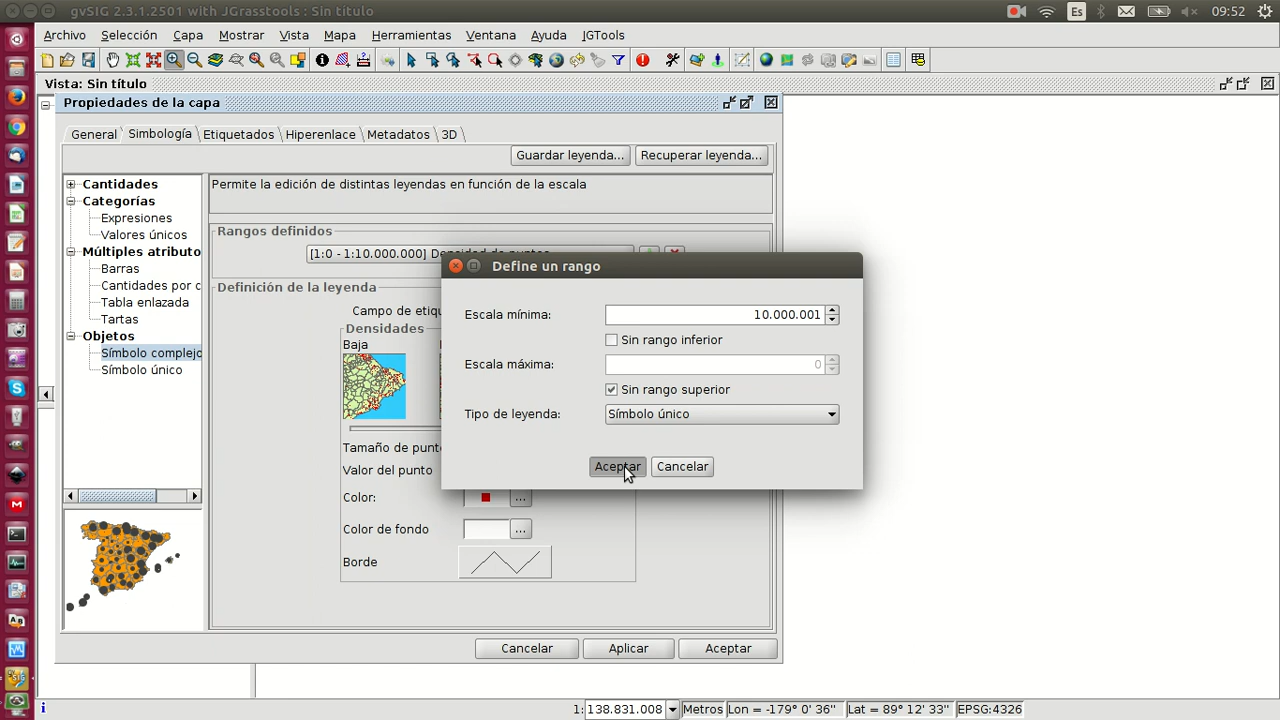 gvSIG 2.3.1.2501 with JGrasstools : Sin titulo
Es
09:52
Archivo Selección Capa Mostrar Vista Mapa Herramientas Ventana Ayuda JGTools
Vista: Sin título
Propiedades de la capa
General Simbología Etiquetados Hiperenlace Metadatos 3D
Guardar leyenda... Recuperar leyenda...
Cantidades
Categorías
Expresiones
Valores únicos
Múltiples atributo
Barras
Cantidades por c
Tabla enlazada
Tartas
Objetos
Símbolo complejo
Símbolo único
Permite la edición de distintas leyendas en función de la escala
Rangos definidos
[1:0 - 1:10.000.000] Densidad de puntos
Definición de la leyenda
Campo de etiq
Densidades
Baja
Tamaño de punto
Valor del punto
Color: ...
Color de fondo ...
Borde
Define un rango
Escala mínima: 10.000.001
Sin rango inferior
Escala máxima: 0
Sin rango superior
Tipo de leyenda: Símbolo único
Aceptar Cancelar
Cancelar Aplicar Aceptar
1: 138.831.008 Metros Lon = -179° 0' 36" Lat = 89° 12' 33" EPSG:4326